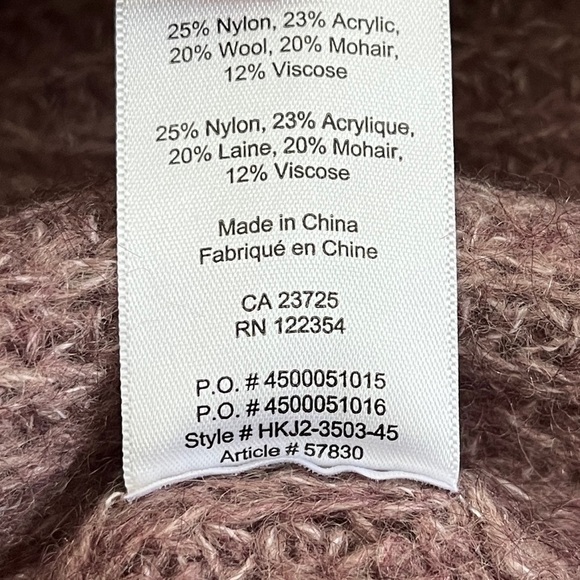 25% Nylon, 23% Acrylic,
20% Wool, 20% Mohair,
12% Viscose
25% Nylon, 23% Acrylique,
20% Laine, 20% Mohair,
12% Viscose
Made in China
Fabriqué en Chine
CA 23725
RN 122354
P.O. # 4500051015
P.O. # 4500051016
Style # HKJ2-3503-45
Article # 57830